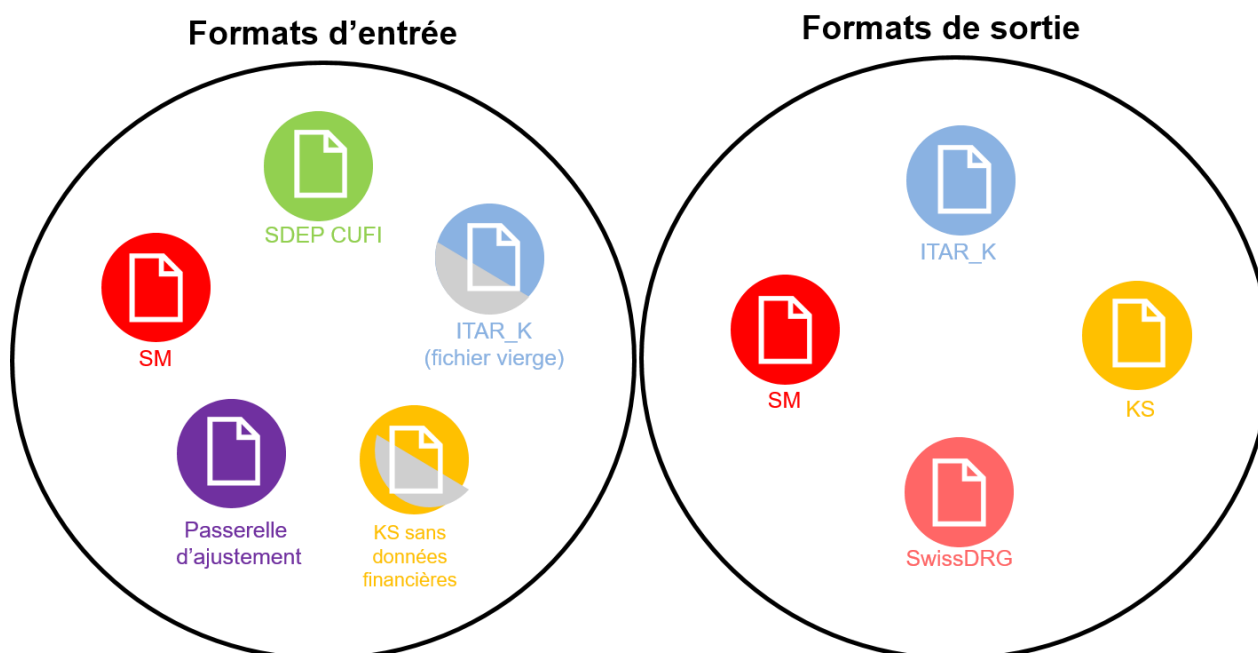 Formats d’entrée
SDEP CUFI
SM
ITAR_K
(fichier vierge)
Passerelle
d’ajustement
KS sans
données
financières
Formats de sortie
ITAR_K
SM
KS
SwissDRG